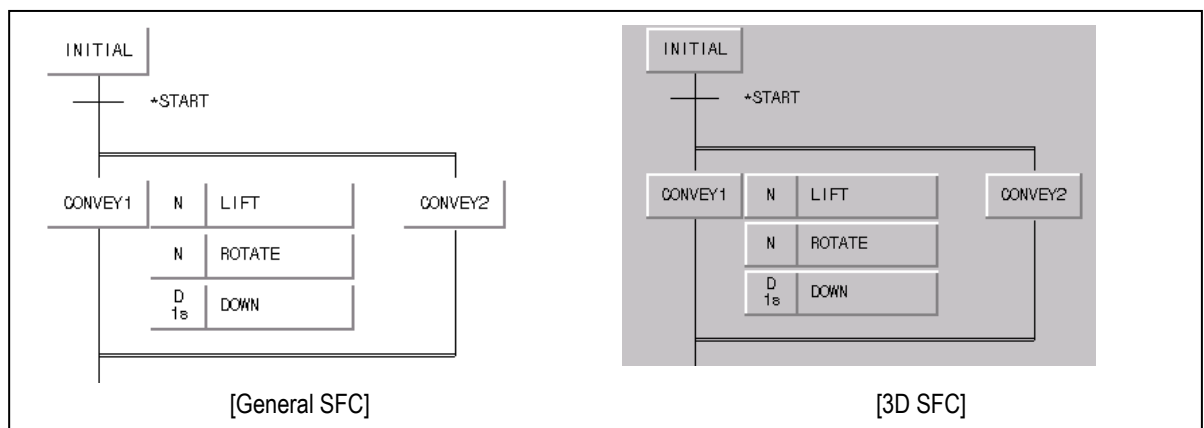 INITIAL
*START
CONVEY1 N LIFT CONVEY2
N ROTATE
D
1s DOWN
[General SFC]
INITIAL
*START
CONVEY1 N LIFT CONVEY2
N ROTATE
D
1s DOWN
[3D SFC]